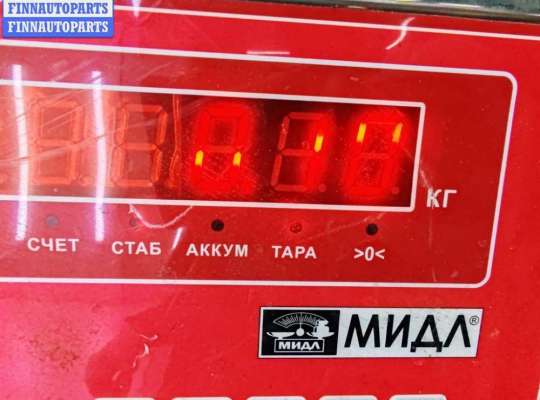 FINNAUTOPARTS
FINNAUTOPARTS
КГ
СЧЕТ СТАБ АККУМ ТАРА >0<
МИДЛ МИДЛ®